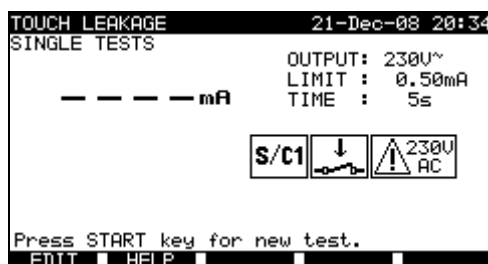 TOUCH LEAKAGE 21-Dec-08 20:34
SINGLE TESTS
OUTPUT: 230V~
LIMIT : 0.50mA
----mA TIME : 5s
S/C1 230V AC
Press START key for new test.
EDIT HELP